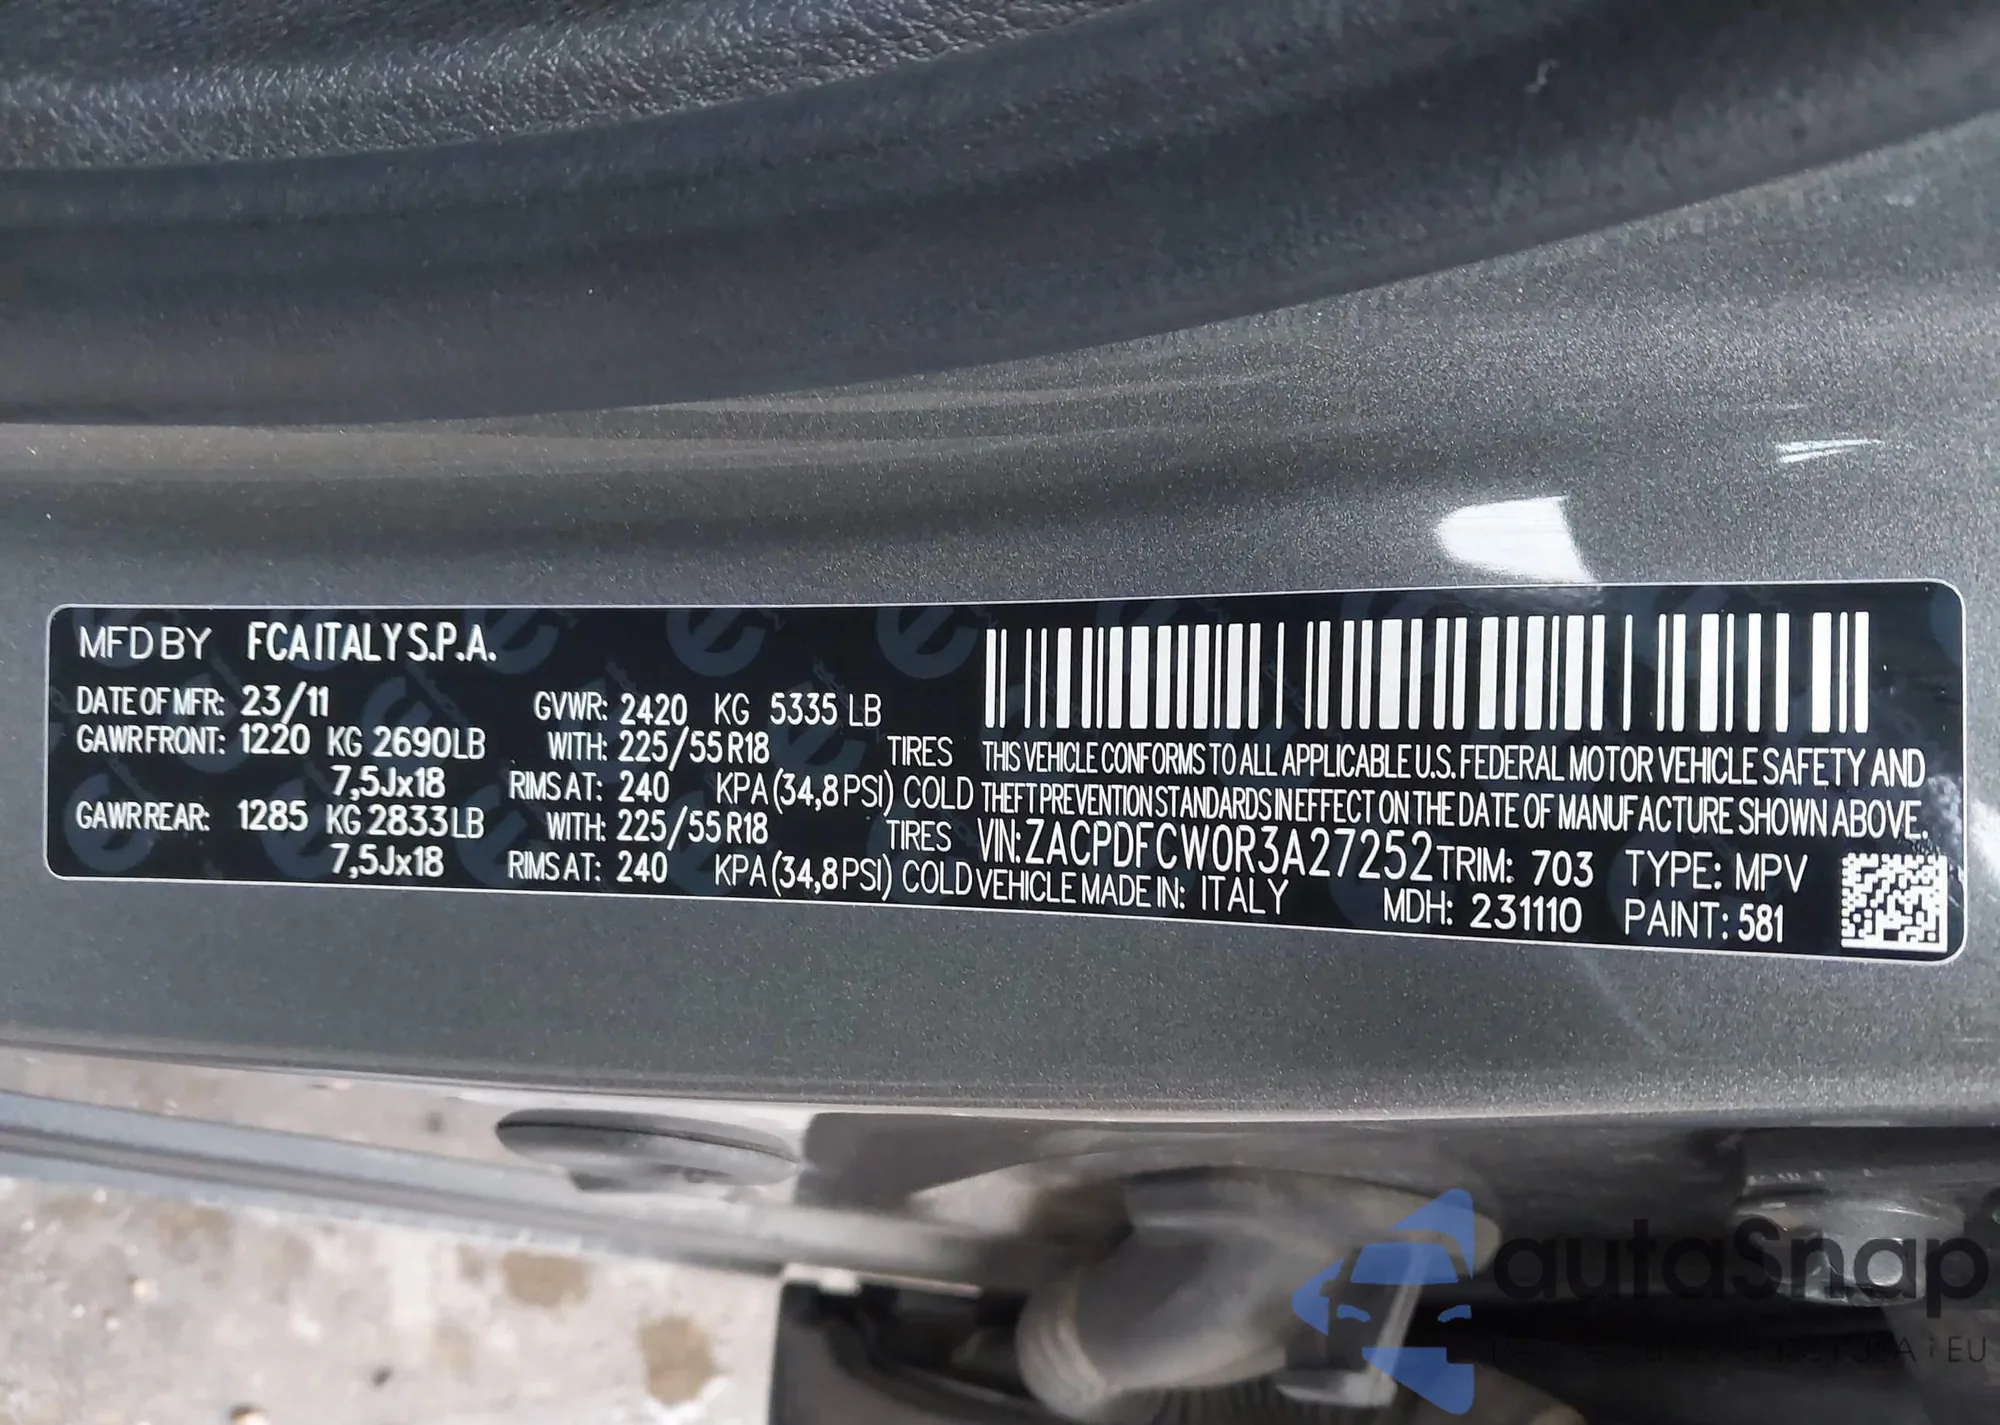 MFD BY FCA ITALY S.P.A.
DATE OF MFR: 23/11 GVWR: 2420 KG 5335 LB
GAWR FRONT: 1220 KG 2690LB WITH: 225/55 R18 TIRES
7,5Jx18 RIMS AT: 240 KPA (34,8 PSI) COLD
GAWR REAR: 1285 KG 2833 LB WITH: 225/55 R18 TIRES
7,5Jx18 RIMS AT: 240 KPA (34,8 PSI) COLD
THIS VEHICLE CONFORMS TO ALL APPLICABLE U.S. FEDERAL MOTOR VEHICLE SAFETY AND
THEFT PREVENTION STANDARDS IN EFFECT ON THE DATE OF MANUFACTURE SHOWN ABOVE.
VIN: ZACPDFCW0R3A27252 TRIM: 703 TYPE: MPV
VEHICLE MADE IN: ITALY MDH: 231110 PAINT: 581
autaSnap
EU